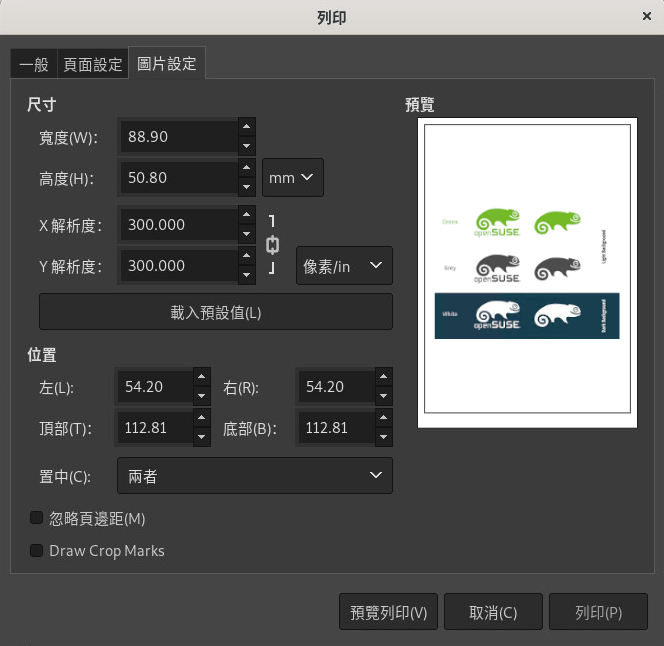 列印
一般 頁面設定 圖片設定
尺寸
寬度(W): 88.90
高度(H): 50.80 mm
X 解析度: 300.000
Y 解析度: 300.000 像素/in
載入預設值(L)
位置
左(L): 54.20 右(R): 54.20
頂部(T): 112.81 底部(B): 112.81
置中(C): 兩者
忽略頁邊距(M)
Draw Crop Marks
預覽
Green openSUSE Light Background
Grey openSUSE
White openSUSE Dark Background
預覽列印(V) 取消(C) 列印(P)